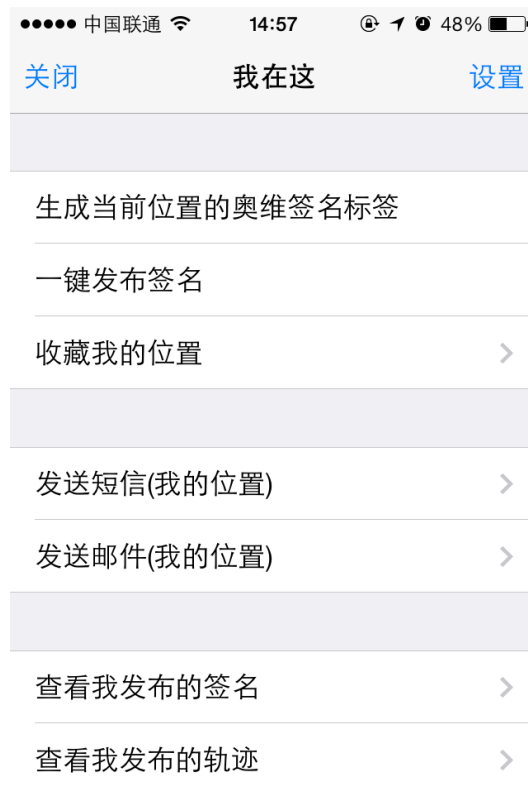 中国联通 14:57 48%
关闭 我在这 设置
生成当前位置的奥维签名标签
一键发布签名
收藏我的位置
发送短信(我的位置)
发送邮件(我的位置)
查看我发布的签名
查看我发布的轨迹